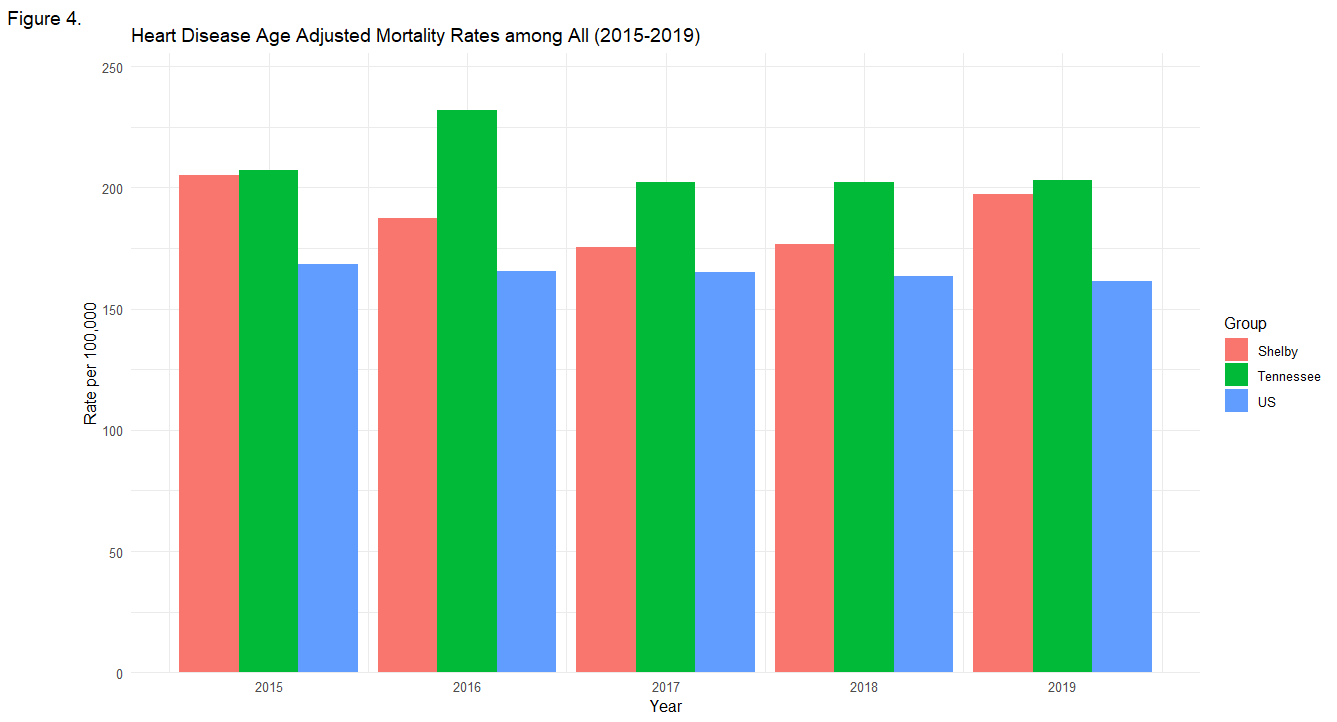 Figure 4.
Heart Disease Age Adjusted Mortality Rates among All (2015-2019)
250
200
150
100
50
0
Rate per 100,000
2015 2016 2017 2018 2019
Year
Group
Shelby
Tennessee
US